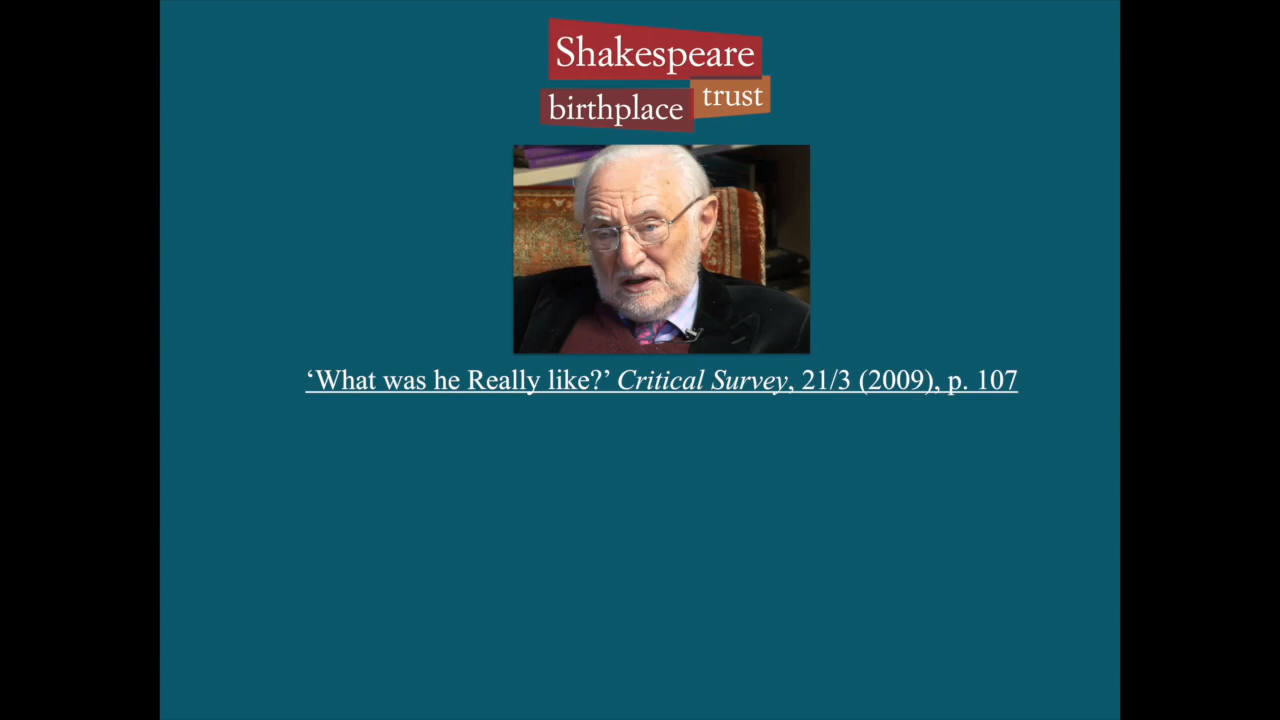 Shakespeare
birthplace trust
‘What was he Really like?’ Critical Survey, 21/3 (2009), p. 107